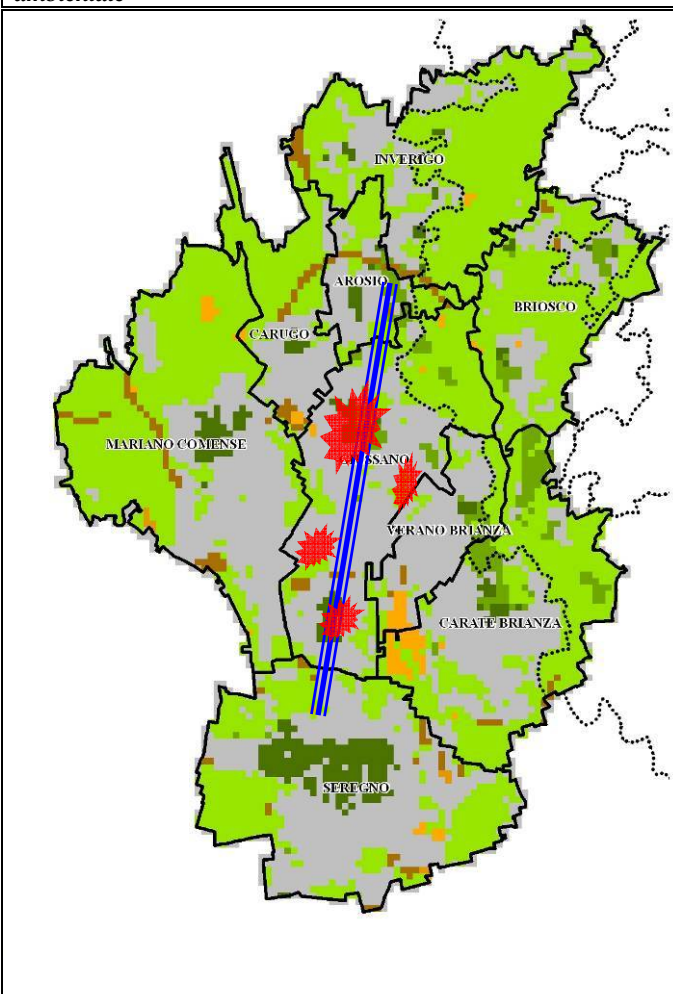 INVERIGO
AROSIO
BRIOSCO
CARUGO
MARIANO COMENSE
VERANO BRIANZA
CARATE BRIANZA
SEREGNO